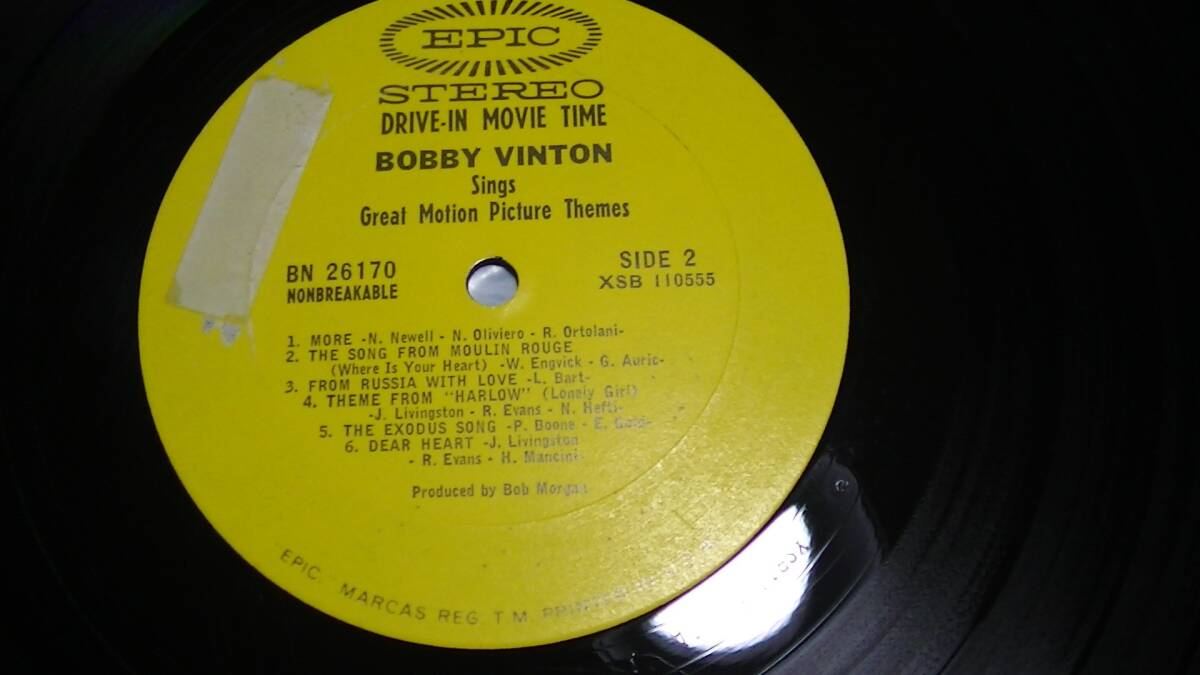 EPIC
STEREO
DRIVE-IN MOVIE TIME
BOBBY VINTON
Sings
Great Motion Picture Themes
BN 26170
NONBREAKABLE
SIDE 2
XSB 110555
1. MORE -N. Newell - N. Oliviero - R. Ortolani-
2. THE SONG FROM MOULIN ROUGE
(Where Is Your Heart) -W. Engvick - G. Auric-
3. FROM RUSSIA WITH LOVE -L. Bart-
4. THEME FROM "HARLOW" (Lonely Girl)
-J. Livingston - R. Evans - N. Hefti-
5. THE EXODUS SONG -P. Boone - E. Gold-
6. DEAR HEART -J. Livingston
- R. Evans - H. Mancini-
Produced by Bob Morgan
EPIC. MARCAS REG. T.M.